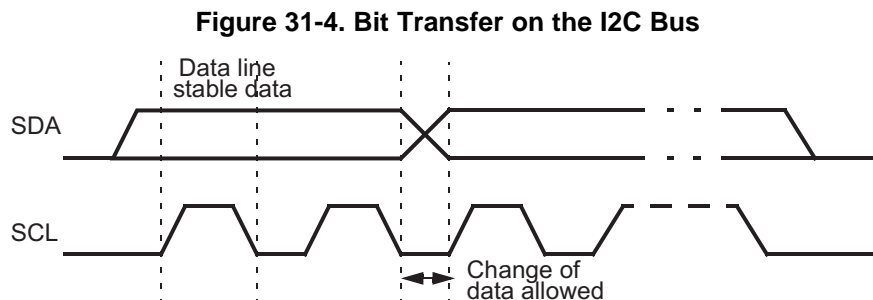 Figure 31-4. Bit Transfer on the I2C Bus
Data line
stable data
SDA
SCL
Change of
data allowed